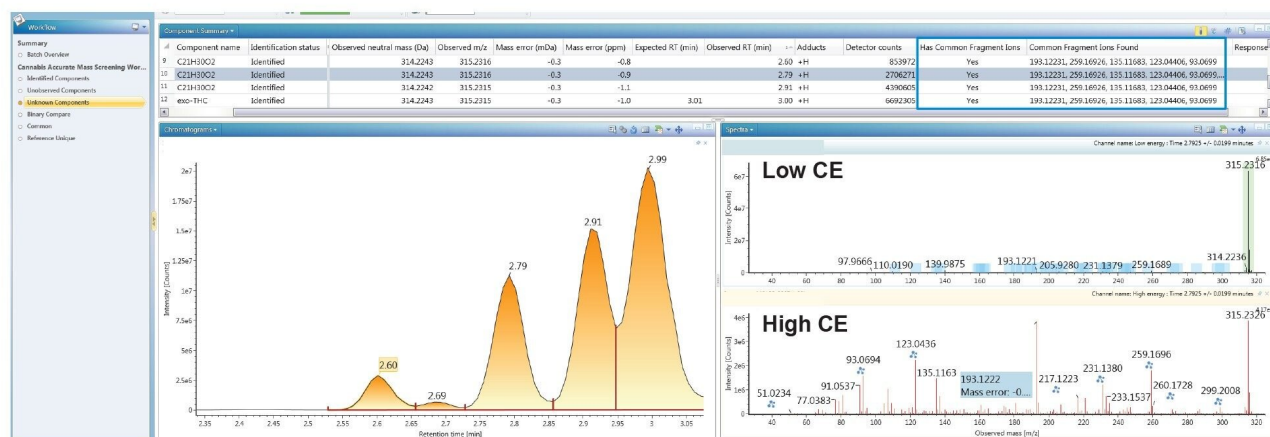 Workflow
Component Summary
Summary
Batch Overview
Cannabis Accurate Mass Screening Wor...
Identified Components
Unobserved Components
Unknown Components
Binary Compare
Common
Reference Unique
Component name Identification status Observed neutral mass (Da) Observed m/z Mass error (mDa) Mass error (ppm) Expected RT (min) Observed RT (min) Adducts Detector counts Has Common Fragment Ions Common Fragment Ions Found Response
9 C21H30O2 Identified 314.2243 315.2316 -0.3 -0.8 2.60 +H 853972 Yes 193.12231, 259.16926, 135.11683, 123.04406, 93.0699
10 C21H30O2 Identified 314.2243 315.2316 -0.3 -0.9 2.79 +H 2706271 Yes 193.12231, 259.16926, 135.11683, 123.04406, 93.0699...
11 C21H30O2 Identified 314.2242 315.2315 -0.3 -1.1 2.91 +H 4390605 Yes 193.12231, 259.16926, 135.11683, 123.04406, 93.0699
12 exo-THC Identified 314.2243 315.2315 -0.3 -1.0 3.01 3.00 +H 6692305 Yes 193.12231, 259.16926, 135.11683, 123.04406, 93.0699
Chromatograms
2e7
1.75e7
1.5e7
1.25e7
1e7
7.5e6
5e6
2.5e6
0
Intensity [Counts]
2.60
2.69
2.79
2.91
2.99
2.35 2.4 2.45 2.5 2.55 2.6 2.65 2.7 2.75 2.8 2.85 2.9 2.95 3 3.05
Retention time [min]
Spectra
Channel name: Low energy : Time 2.7925 +/- 0.0199 minutes
Low CE
315.2316
6e7
4e7
2e7
0
Intensity [Counts]
97.9666 110.0190 139.9875 193.1221 205.9280 231.1379 259.1689 314.2236
40 60 80 100 120 140 160 180 200 220 240 260 280 300 320
Channel name: High energy : Time 2.7925 +/- 0.0199 minutes
High CE
315.2326
4e6
3e6
2e6
1e6
0
Intensity [Counts]
51.0234 77.0383 91.0537 93.0694 123.0436 135.1163
193.1222
Mass error: -0...
217.1223 231.1380 233.1537 259.1696 260.1728 299.2008
40 60 80 100 120 140 160 180 200 220 240 260 280 300 320
Observed mass [m/z]